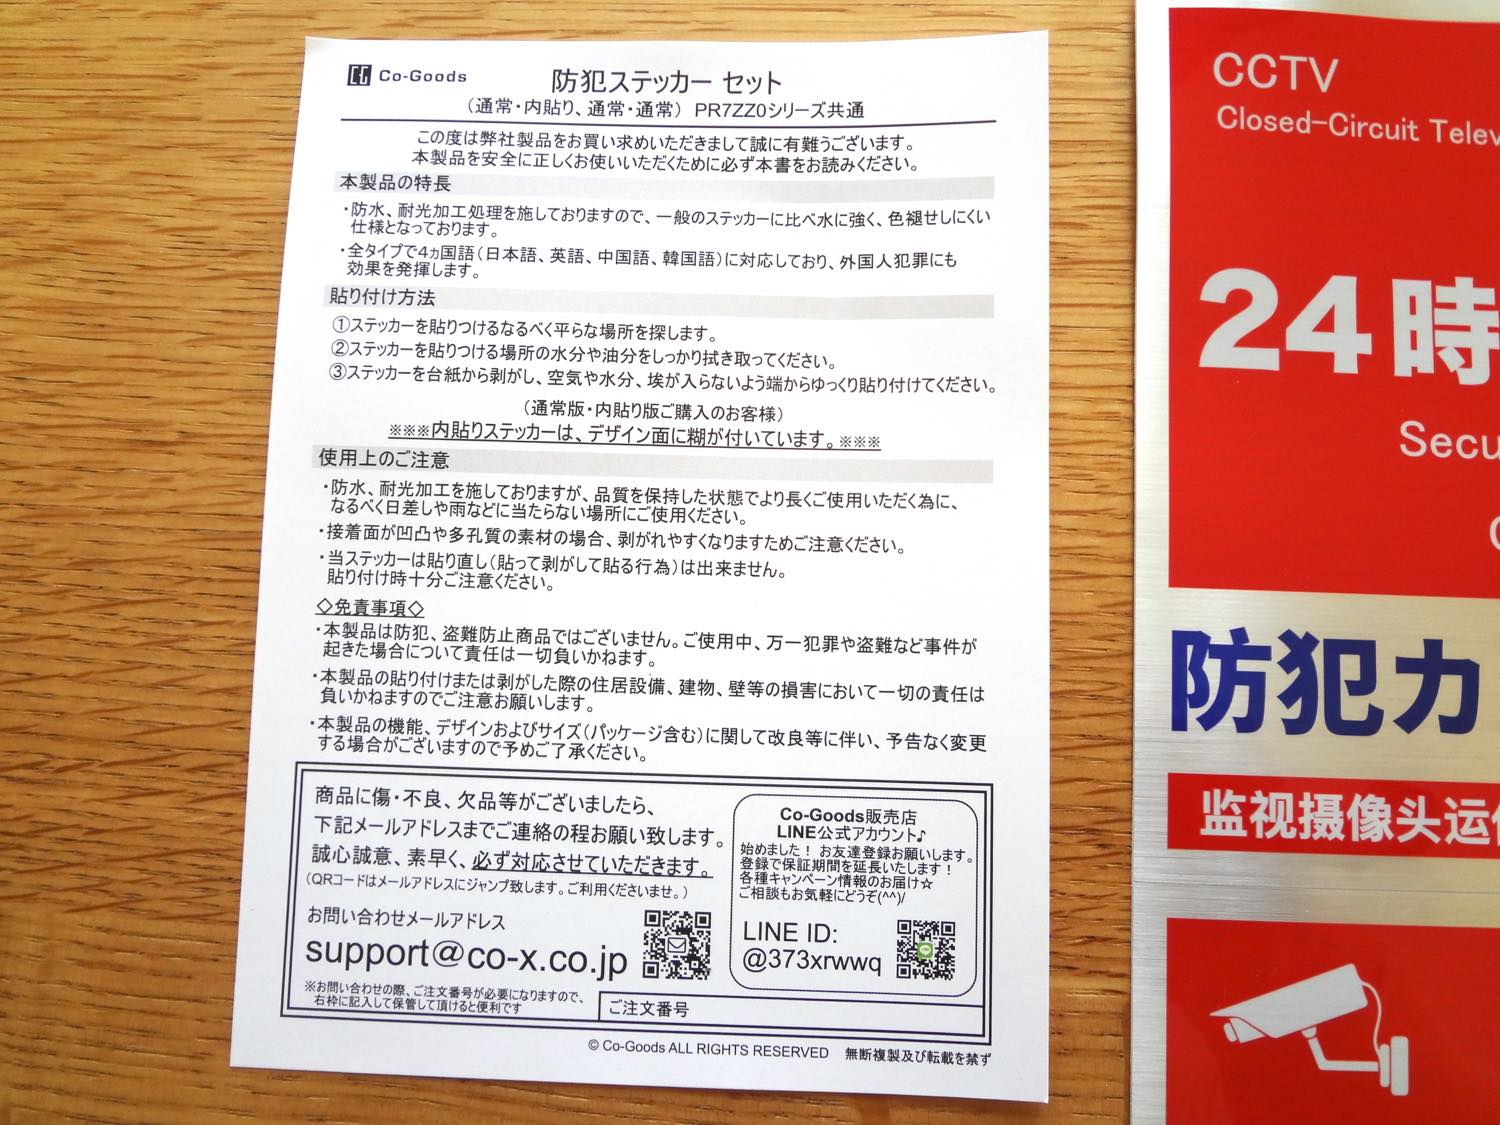 CG Co-Goods
防犯ステッカー セット
（通常・内貼り、通常・通常） PR7ZZ0シリーズ共通
この度は弊社製品をお買い求めいただきまして誠に有難うございます。
本製品を安全に正しくお使いいただくために必ず本書をお読みください。
本製品の特長
・防水、耐光加工処理を施しておりますので、一般のステッカーに比べ水に強く、色褪せしにくい
仕様となっております。
・全タイプで4ヵ国語（日本語、英語、中国語、韓国語）に対応しており、外国人犯罪にも
効果を発揮します。
貼り付け方法
①ステッカーを貼りつけるなるべく平らな場所を探します。
②ステッカーを貼りつける場所の水分や油分をしっかり拭き取ってください。
③ステッカーを台紙から剥がし、空気や水分、埃が入らないよう端からゆっくり貼り付けてください。
（通常版・内貼り版ご購入のお客様）
※※※内貼りステッカーは、デザイン面に糊が付いています。※※※
使用上のご注意
・防水、耐光加工を施しておりますが、品質を保持した状態でより長くご使用いただく為に、
なるべく日差しや雨などに当たらない場所にご使用ください。
・接着面が凹凸や多孔質の素材の場合、剥がれやすくなりますためご注意ください。
・当ステッカーは貼り直し（貼って剥がして貼る行為）は出来ません。
貼り付け時十分ご注意ください。
◇免責事項◇
・本製品は防犯、盗難防止商品ではございません。ご使用中、万一犯罪や盗難など事件が
起きた場合について責任は一切負いかねます。
・本製品の貼り付けまたは剥がした際の住居設備、建物、壁等の損害において一切の責任は
負いかねますのでご注意お願いします。
・本製品の機能、デザインおよびサイズ（パッケージ含む）に関して改良等に伴い、予告なく変更
する場合がございますので予めご了承ください。
商品に傷・不良、欠品等がございましたら、
下記メールアドレスまでご連絡の程お願い致します。
誠心誠意、素早く、必ず対応させていただきます。
（QRコードはメールアドレスにジャンプ致します。ご利用くださいませ。）
お問い合わせメールアドレス
support@co-x.co.jp
※お問い合わせの際、ご注文番号が必要になりますので、
右枠に記入して保管して頂けると便利です
Co-Goods販売店
LINE公式アカウント♪
始めました！ お友達登録お願いします。
登録で保証期間を延長いたします！
各種キャンペーン情報のお届け☆
ご相談もお気軽にどうぞ(^^)/
LINE ID:
@373xrwwq
ご注文番号
© Co-Goods ALL RIGHTS RESERVED 無断複製及び転載を禁ず
CCTV
Closed-Circuit Telev
24時
Secu
防犯カ
监视摄像头运